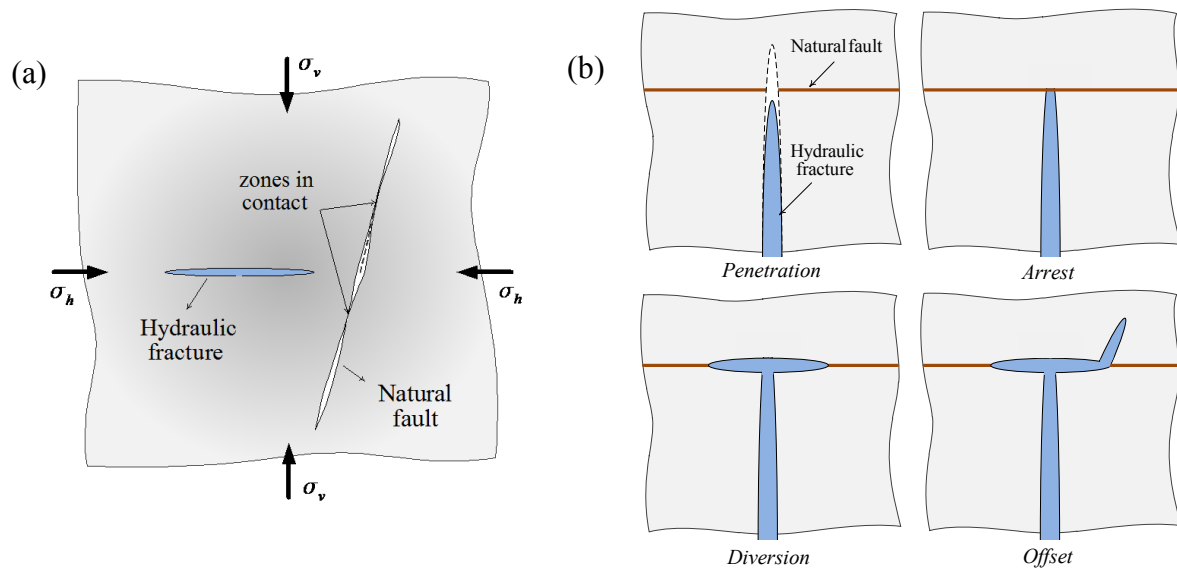 (a)
σv
zones in
contact
σh
σh
Hydraulic
fracture
Natural
fault
σv
(b)
Natural fault
Hydraulic
fracture
Penetration
Arrest
Diversion
Offset